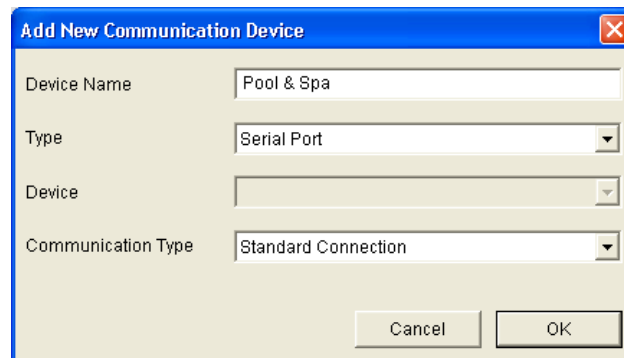 Add New Communication Device
Device Name Pool & Spa
Type Serial Port
Device
Communication Type Standard Connection
Cancel OK